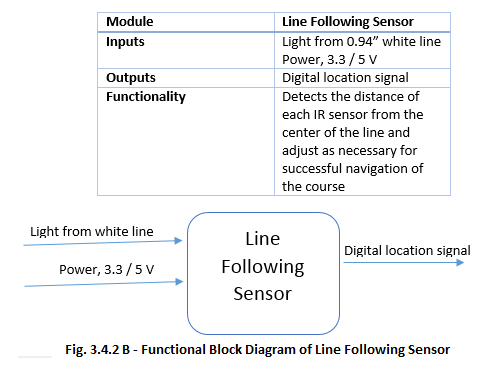 Module Line Following Sensor
Inputs Light from 0.94” white line
Power, 3.3 / 5 V
Outputs Digital location signal
Functionality Detects the distance of
each IR sensor from the
center of the line and
adjust as necessary for
successful navigation of
the course
Light from white line
Power, 3.3 / 5 V
Line
Following
Sensor
Digital location signal
Fig. 3.4.2 B - Functional Block Diagram of Line Following Sensor